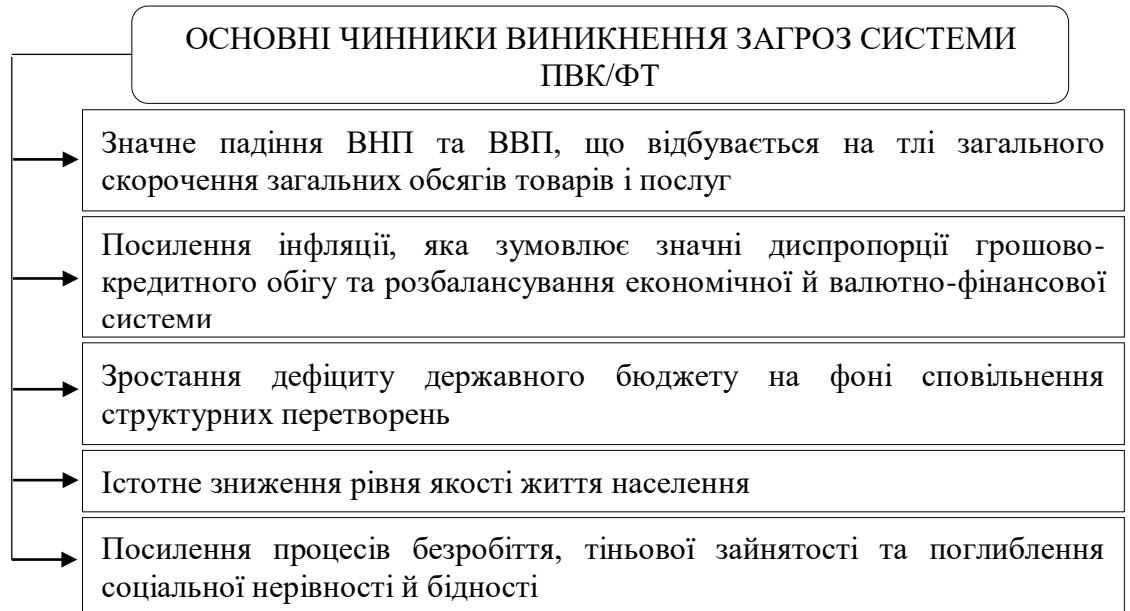 ОСНОВНІ ЧИННИКИ ВИНИКНЕННЯ ЗАГРОЗ СИСТЕМИ
ПВК/ФТ
Значне падіння ВНП та ВВП, що відбувається на тлі загального
скорочення загальних обсягів товарів і послуг
Посилення інфляції, яка зумовлює значні диспропорції грошово-
кредитного обігу та розбалансування економічної й валютно-фінансової
системи
Зростання дефіциту державного бюджету на фоні сповільнення
структурних перетворень
Істотне зниження рівня якості життя населення
Посилення процесів безробіття, тіньової зайнятості та поглиблення
соціальної нерівності й бідності